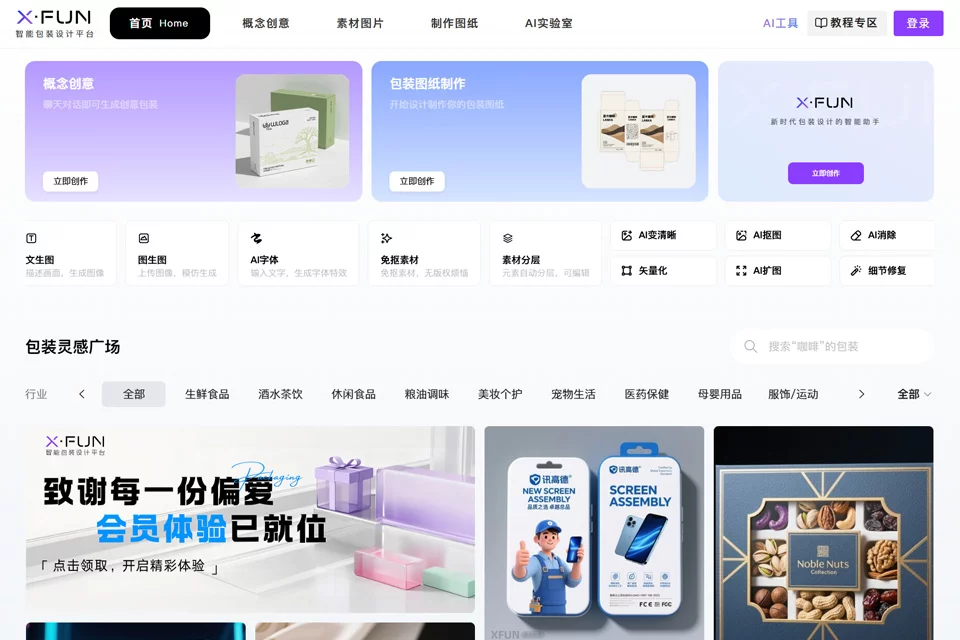 X·FUN
智能包装设计平台
首页 Home
概念创意
素材图片
制作图纸
AI实验室
AI工具
教程专区
登录
概念创意
聊天对话即可生成创意包装
立即创作
包装图纸制作
开始设计制作你的包装图纸
立即创作
X·FUN
新时代包装设计的智能助手
立即创作
文生图
描述画面、生成图像
图生图
上传图像、模仿生成
AI字体
输入文字、生成字体特效
免抠素材
免抠素材、无版权烦恼
素材分层
元素自动分层、可编辑
AI变清晰
AI抠图
AI消除
矢量化
AI扩图
细节修复
包装灵感广场
搜索“咖啡”的包装
行业
全部
生鲜食品
酒水茶饮
休闲食品
粮油调味
美妆个护
宠物生活
医药保健
母婴用品
服饰/运动
全部
X·FUN
智能包装设计平台
Packaging
致谢每一份偏爱
会员体验已就位
「 点击领取，开启精彩体验 」
讯高德
NEW SCREEN
ASSEMBLY
品质之选 卓越总品
讯高德
SCREEN
ASSEMBLY
FCC
XFUN
Noble Nuts
Collection